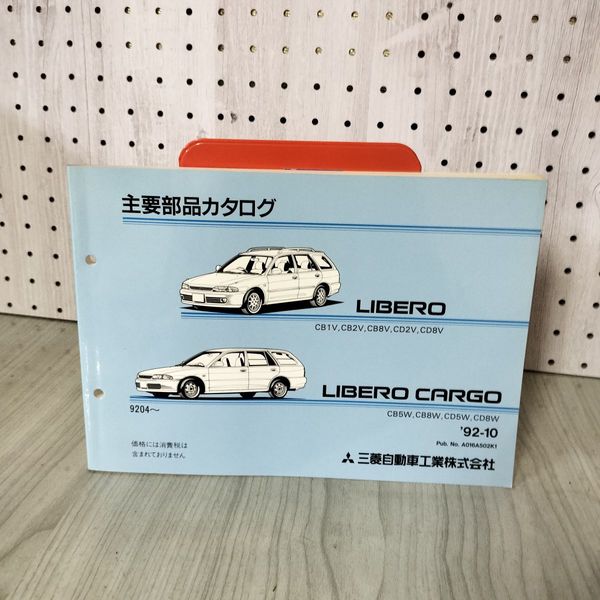 主要部品カタログ
LIBERO
CB1V,CB2V,CB8V,CD2V,CD8V
LIBERO CARGO
CB5W,CB8W,CD5W,CD8W
9204〜
'92-10
Pub. No. A016A502K1
価格には消費税は
含まれておりません
三菱自動車工業株式会社